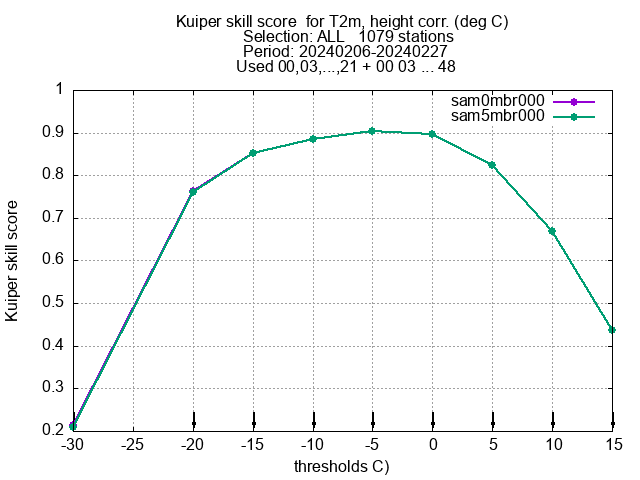 Kuiper skill score  for T2m, height corr. (deg C)
Selection: ALL   1079 stations
Period: 20240206-20240227
Used 00,03,...,21 + 00 03 ... 48
sam0mbr000
sam5mbr000
Kuiper skill score
1
0.9
0.8
0.7
0.6
0.5
0.4
0.3
0.2
-30 -25 -20 -15 -10 -5 0 5 10 15
thresholds C)